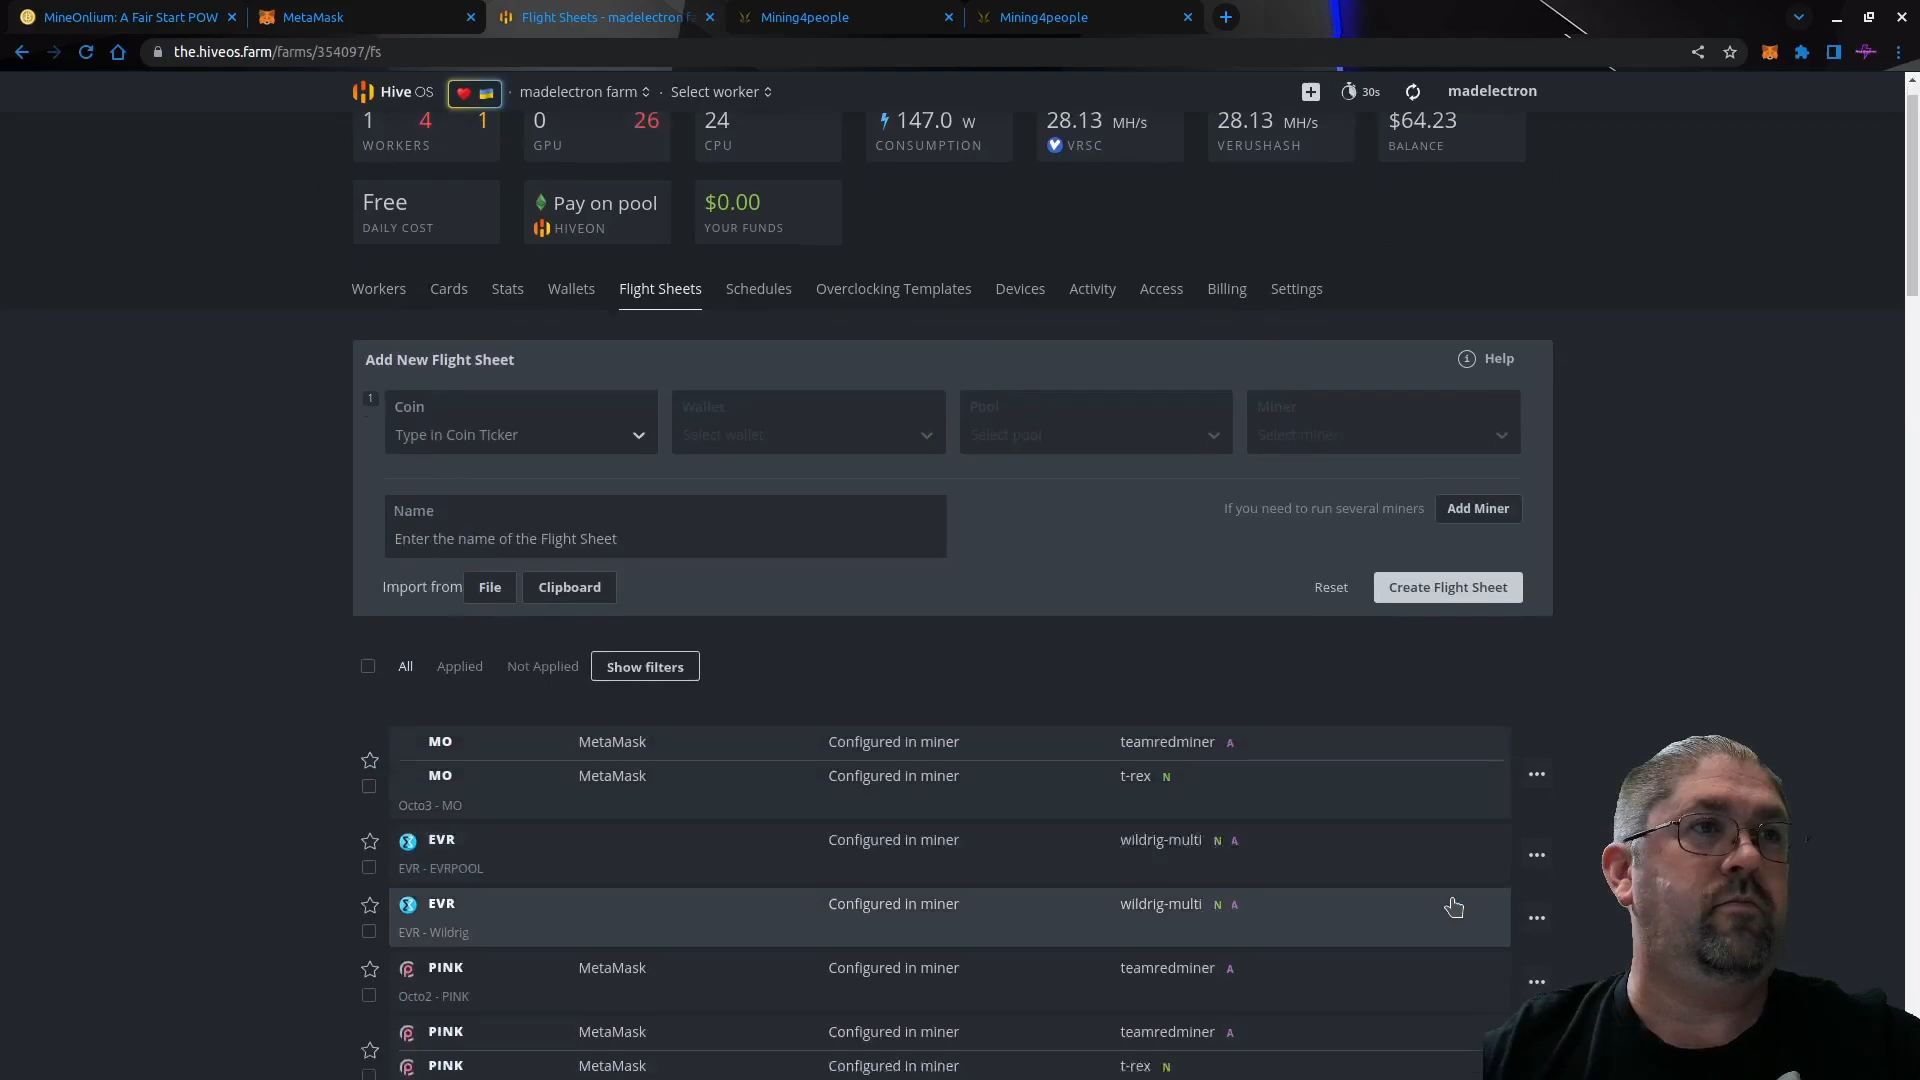 MineOnlium: A Fair Start POW
MetaMask
Flight Sheets - madelectron fa
Mining4people
Mining4people
the.hiveos.farm/farms/354097/fs
Hive OS
madelectron farm
Select worker
30s
madelectron
1 4 1
WORKERS
0 26
GPU
24
CPU
147.0 W
CONSUMPTION
28.13 MH/s
VRSC
28.13 MH/s
VERUSHASH
$64.23
BALANCE
Free
DAILY COST
Pay on pool
HIVEON
$0.00
YOUR FUNDS
Workers Cards Stats Wallets Flight Sheets Schedules Overclocking Templates Devices Activity Access Billing Settings
Add New Flight Sheet
Help
1
Coin
Type in Coin Ticker
Wallet
Select wallet
Pool
Select pool
Miner
Select miner
Name
Enter the name of the Flight Sheet
If you need to run several miners
Add Miner
Import from File Clipboard
Reset
Create Flight Sheet
All Applied Not Applied Show filters
MO MetaMask Configured in miner teamredminer A
MO MetaMask Configured in miner t-rex N
Octo3 - MO
EVR Configured in miner wildrig-multi N A
EVR - EVRPOOL
EVR Configured in miner wildrig-multi N A
EVR - Wildrig
PINK MetaMask Configured in miner teamredminer A
Octo2 - PINK
PINK MetaMask Configured in miner teamredminer A
PINK MetaMask Configured in miner t-rex N